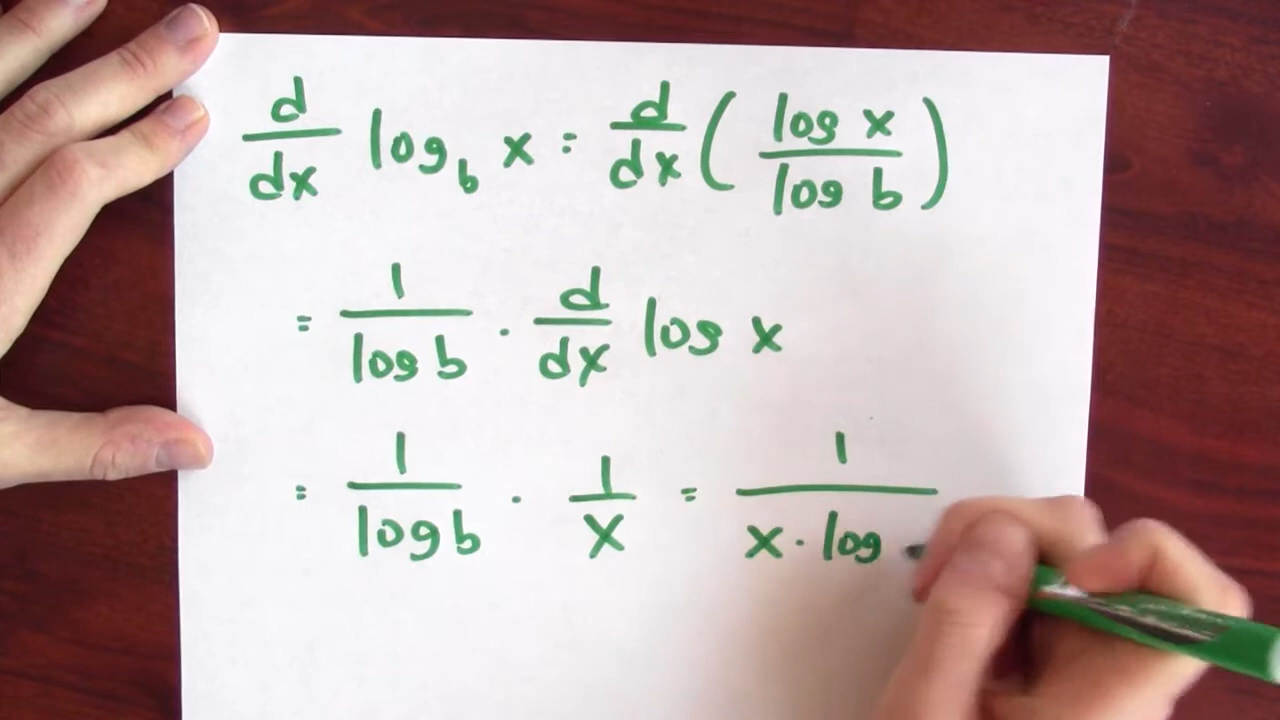 d/dx log_b x = d/dx ( log x / log b )
= 1 / log b · d/dx log x
= 1 / log b · 1 / x = 1 / x · log